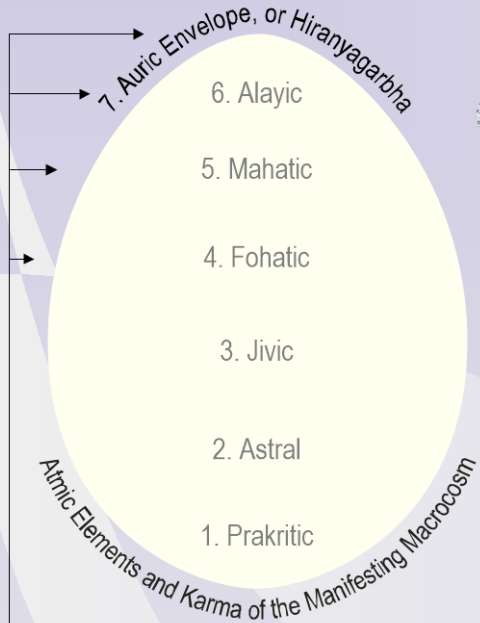 7. Auric Envelope, or Hiranyagarbha
6. Alayic
5. Mahatic
4. Fohatic
3. Jivic
2. Astral
1. Prakritic
Atmic Elements and Karma of the Manifesting Macrocosm